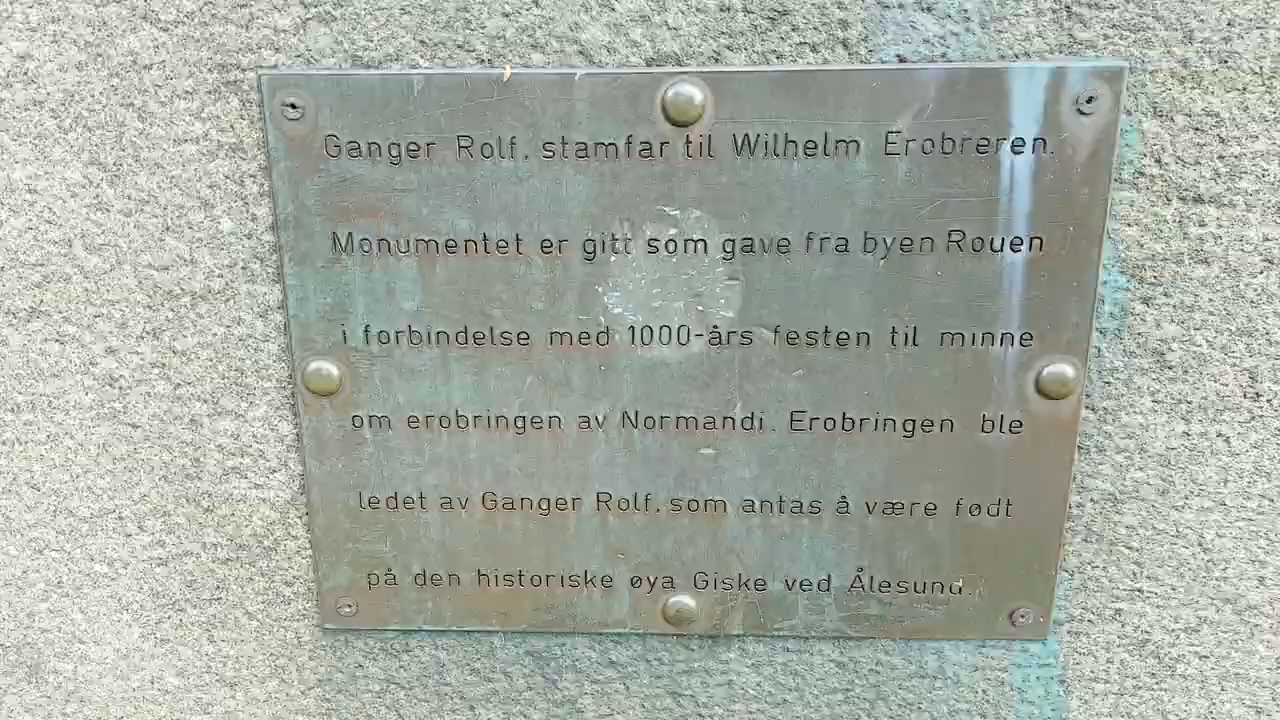 Ganger Rolf, stamfar til Wilhelm Erobreren.
Monumentet er gitt som gave fra byen Rouen
i forbindelse med 1000-års festen til minne
om erobringen av Normandi. Erobringen ble
ledet av Ganger Rolf, som antas å være født
på den historiske øya Giske ved Ålesund.